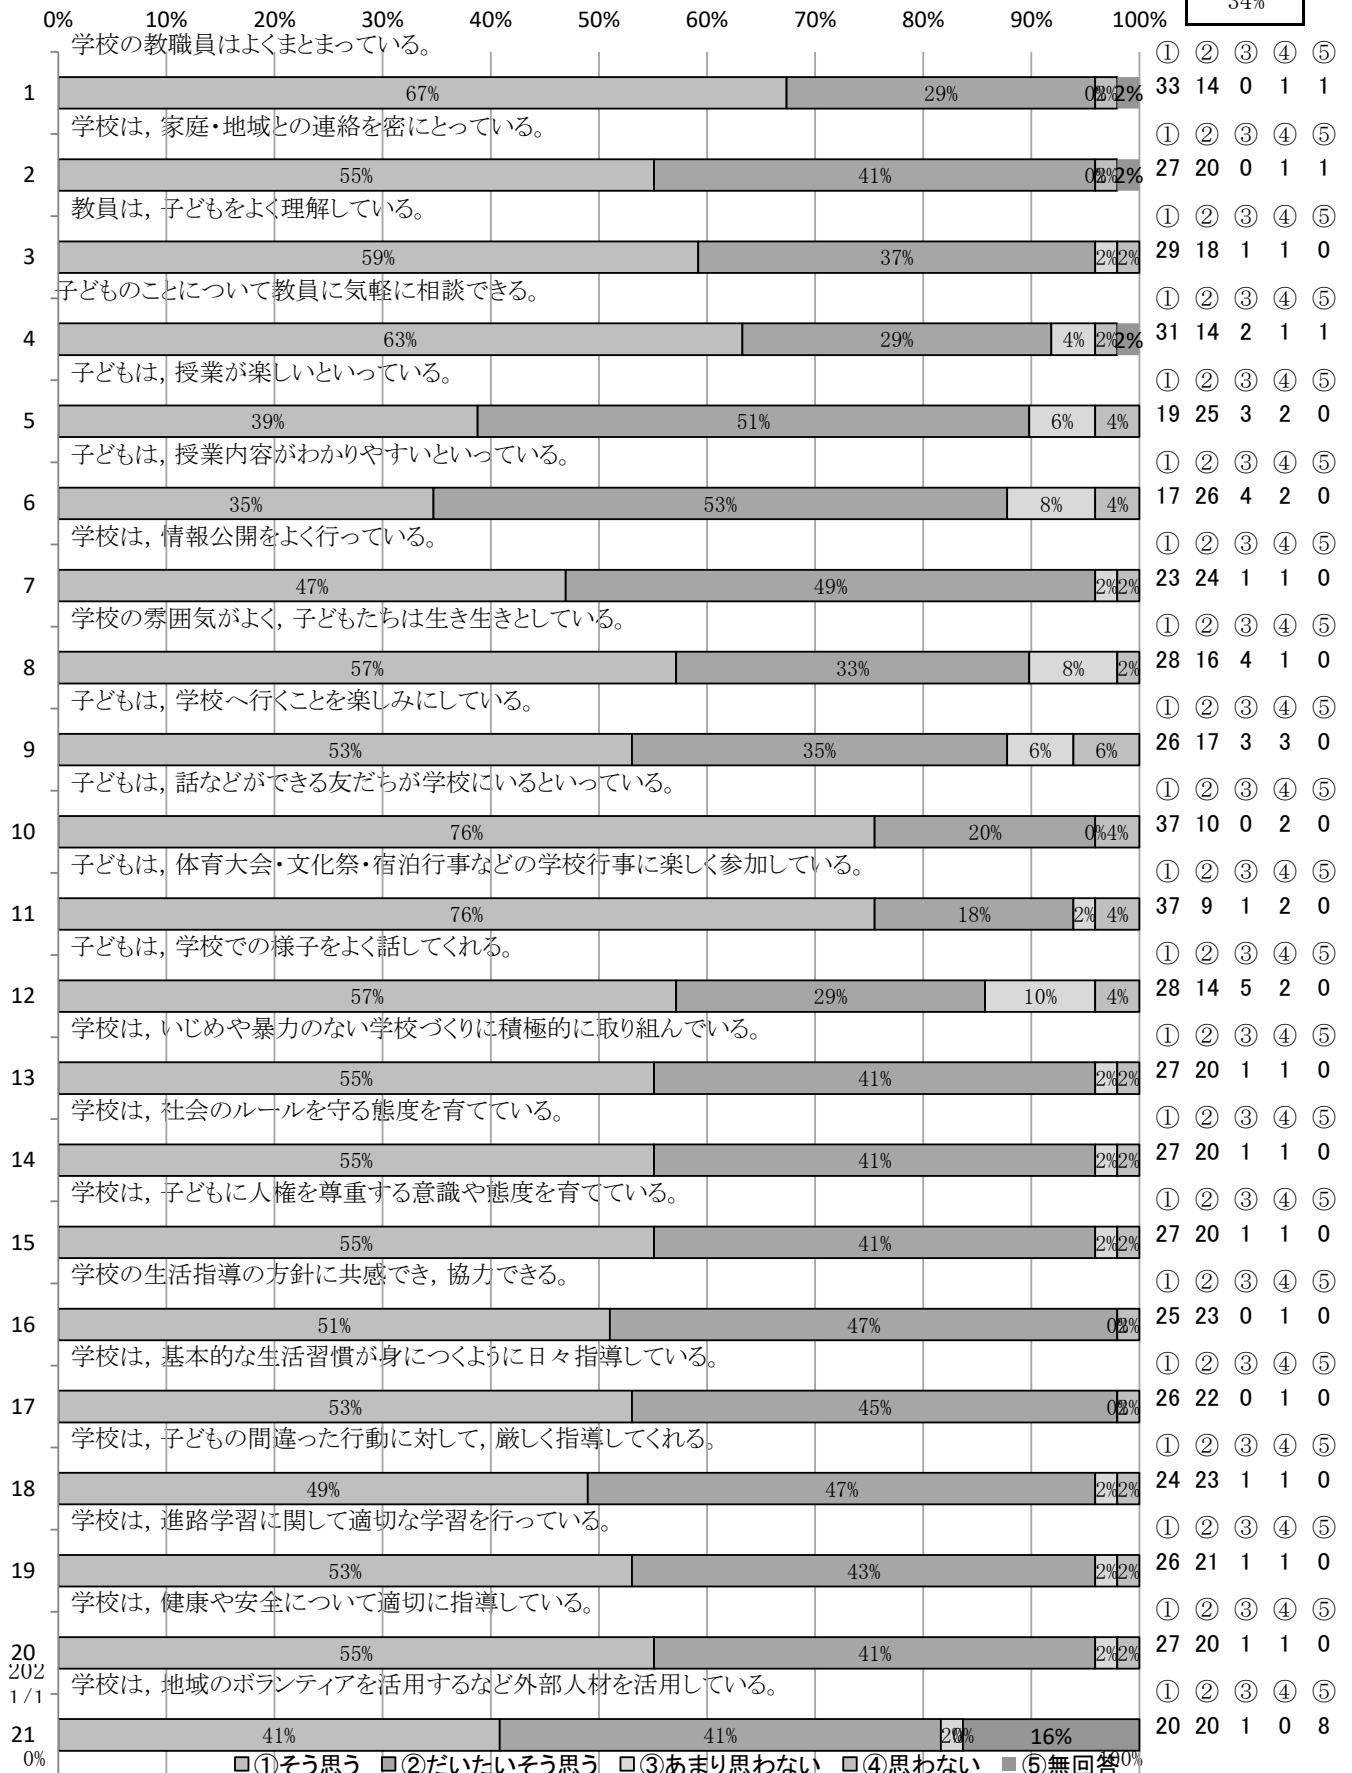 34%
0% 10% 20% 30% 40% 50% 60% 70% 80% 90% 100%
学校の教職員はよくまとまっている。 ① ② ③ ④ ⑤
1 67% 29% 0% 2% 2% 33 14 0 1 1
学校は，家庭・地域との連絡を密にとっている。 ① ② ③ ④ ⑤
2 55% 41% 0% 2% 2% 27 20 0 1 1
教員は，子どもをよく理解している。 ① ② ③ ④ ⑤
3 59% 37% 2% 2% 29 18 1 1 0
子どものことについて教員に気軽に相談できる。 ① ② ③ ④ ⑤
4 63% 29% 4% 2% 2% 31 14 2 1 1
子どもは，授業が楽しいといっている。 ① ② ③ ④ ⑤
5 39% 51% 6% 4% 19 25 3 2 0
子どもは，授業内容がわかりやすいといっている。 ① ② ③ ④ ⑤
6 35% 53% 8% 4% 17 26 4 2 0
学校は，情報公開をよく行っている。 ① ② ③ ④ ⑤
7 47% 49% 2% 2% 23 24 1 1 0
学校の雰囲気がよく，子どもたちは生き生きとしている。 ① ② ③ ④ ⑤
8 57% 33% 8% 2% 28 16 4 1 0
子どもは，学校へ行くことを楽しみにしている。 ① ② ③ ④ ⑤
9 53% 35% 6% 6% 26 17 3 3 0
子どもは，話などができる友だちが学校にいるといっている。 ① ② ③ ④ ⑤
10 76% 20% 0% 4% 37 10 0 2 0
子どもは，体育大会・文化祭・宿泊行事などの学校行事に楽しく参加している。 ① ② ③ ④ ⑤
11 76% 18% 2% 4% 37 9 1 2 0
子どもは，学校での様子をよく話してくれる。 ① ② ③ ④ ⑤
12 57% 29% 10% 4% 28 14 5 2 0
学校は，いじめや暴力のない学校づくりに積極的に取り組んでいる。 ① ② ③ ④ ⑤
13 55% 41% 2% 2% 27 20 1 1 0
学校は，社会のルールを守る態度を育てている。 ① ② ③ ④ ⑤
14 55% 41% 2% 2% 27 20 1 1 0
学校は，子どもに人権を尊重する意識や態度を育てている。 ① ② ③ ④ ⑤
15 55% 41% 2% 2% 27 20 1 1 0
学校の生活指導の方針に共感でき，協力できる。 ① ② ③ ④ ⑤
16 51% 47% 0% 2% 25 23 0 1 0
学校は，基本的な生活習慣が身につくように日々指導している。 ① ② ③ ④ ⑤
17 53% 45% 0% 2% 26 22 0 1 0
学校は，子どもの間違った行動に対して，厳しく指導してくれる。 ① ② ③ ④ ⑤
18 49% 47% 2% 2% 24 23 1 1 0
学校は，進路学習に関して適切な学習を行っている。 ① ② ③ ④ ⑤
19 53% 43% 2% 2% 26 21 1 1 0
学校は，健康や安全について適切に指導している。 ① ② ③ ④ ⑤
20 55% 41% 2% 2% 27 20 1 1 0
202
1/1 学校は，地域のボランティアを活用するなど外部人材を活用している。 ① ② ③ ④ ⑤
21 41% 41% 2% 0% 16% 20 20 1 0 8
0% 100%
①そう思う ②だいたいそう思う ③あまり思わない ④思わない ⑤無回答